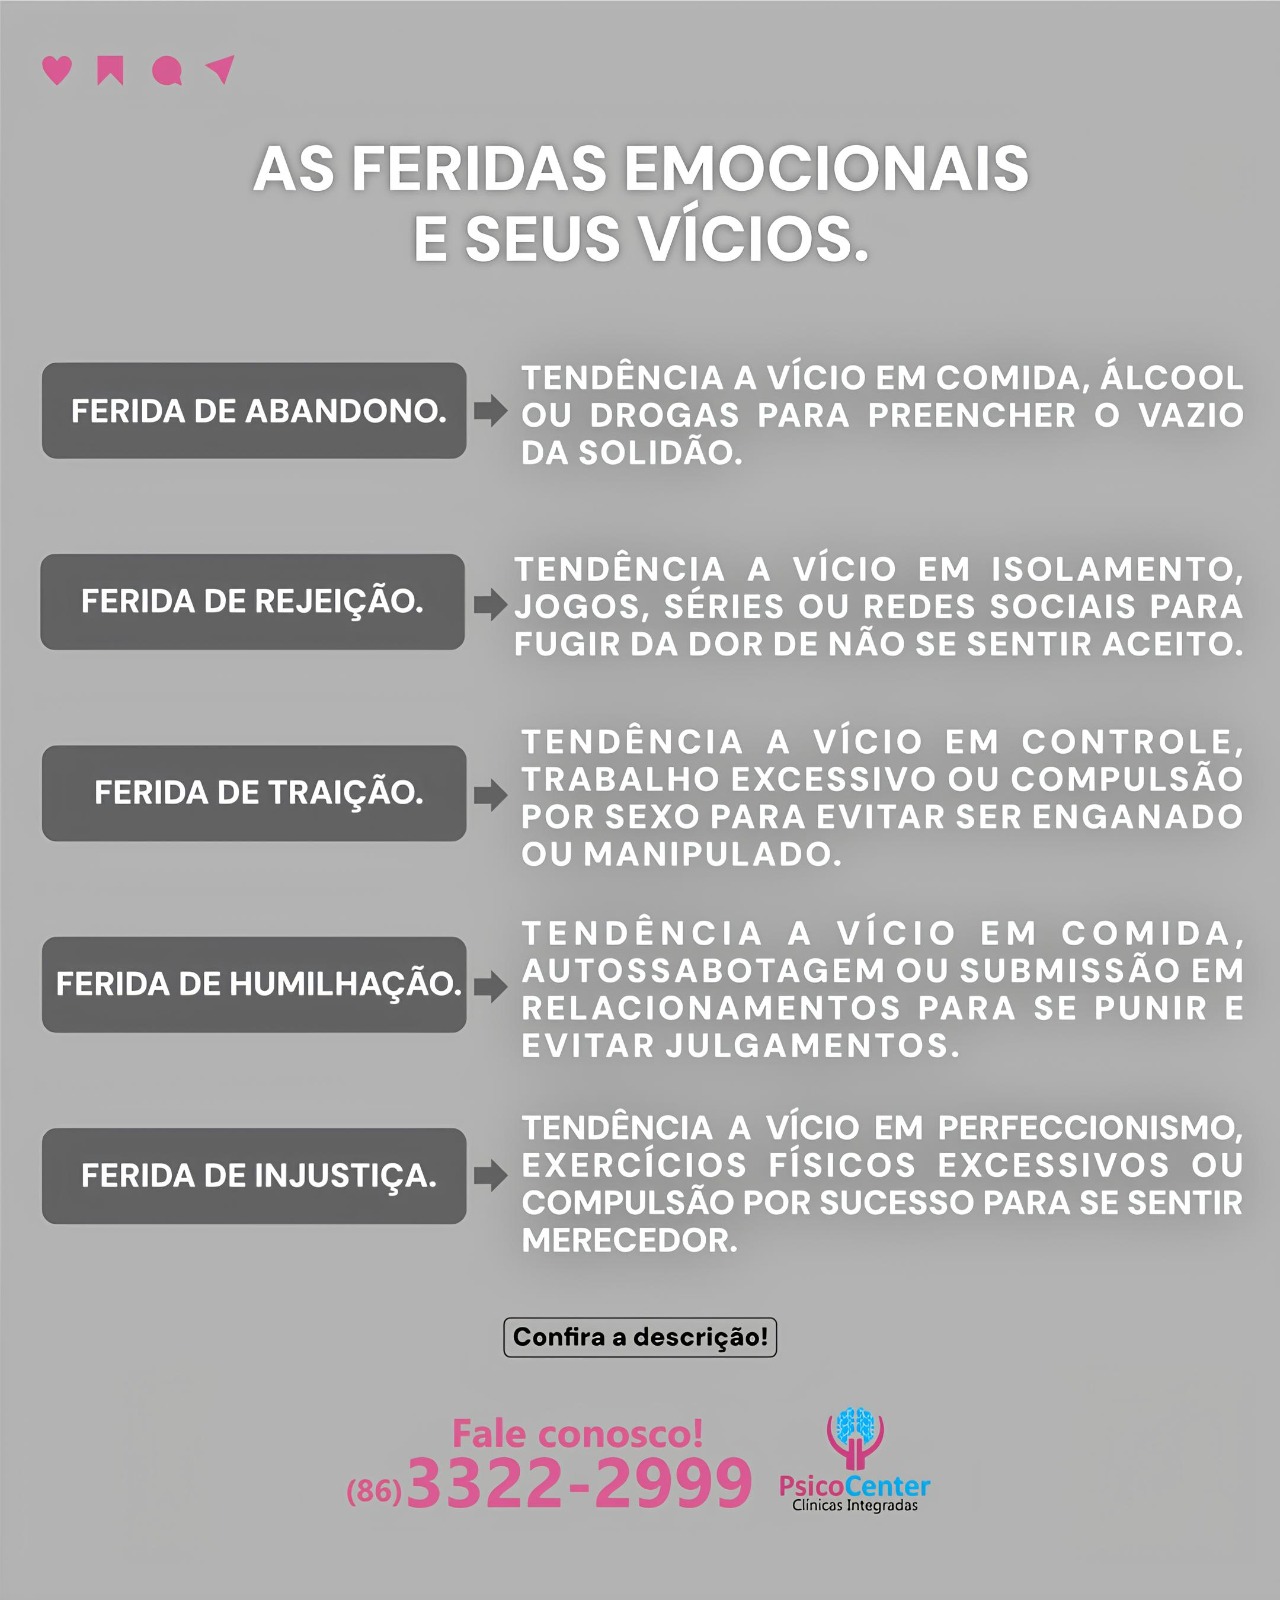 AS FERIDAS EMOCIONAIS
E SEUS VÍCIOS.
FERIDA DE ABANDONO.
TENDÊNCIA A VÍCIO EM COMIDA, ÁLCOOL
OU DROGAS PARA PREENCHER O VAZIO
DA SOLIDÃO.
FERIDA DE REJEIÇÃO.
TENDÊNCIA A VÍCIO EM ISOLAMENTO,
JOGOS, SÉRIES OU REDES SOCIAIS PARA
FUGIR DA DOR DE NÃO SE SENTIR ACEITO.
FERIDA DE TRAIÇÃO.
TENDÊNCIA A VÍCIO EM CONTROLE,
TRABALHO EXCESSIVO OU COMPULSÃO
POR SEXO PARA EVITAR SER ENGANADO
OU MANIPULADO.
FERIDA DE HUMILHAÇÃO.
TENDÊNCIA A VÍCIO EM COMIDA,
AUTOSSABOTAGEM OU SUBMISSÃO EM
RELACIONAMENTOS PARA SE PUNIR E
EVITAR JULGAMENTOS.
FERIDA DE INJUSTIÇA.
TENDÊNCIA A VÍCIO EM PERFECCIONISMO,
EXERCÍCIOS FÍSICOS EXCESSIVOS OU
COMPULSÃO POR SUCESSO PARA SE SENTIR
MERECEDOR.
Confira a descrição!
Fale conosco!
(86) 3322-2999
PsicoCenter
Clínicas Integradas